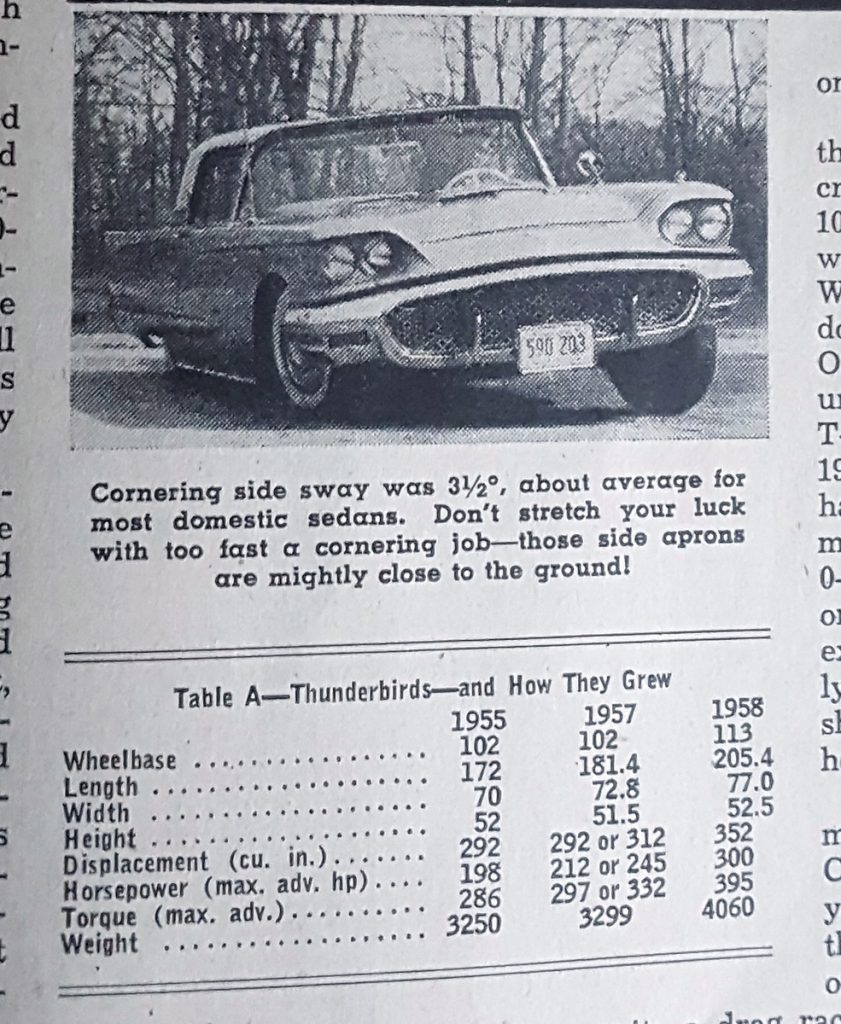 590 203
Cornering side sway was 3½°, about average for
most domestic sedans. Don't stretch your luck
with too fast a cornering job—those side aprons
are mightly close to the ground!
Table A—Thunderbirds—and How They Grew
1955 1957 1958
Wheelbase .................. 102 102 113
Length ..................... 172 181.4 205.4
Width ...................... 70 72.8 77.0
Height ..................... 52 51.5 52.5
Displacement (cu. in.)....... 292 292 or 312 352
Horsepower (max. adv. hp).... 198 212 or 245 300
Torque (max. adv.).......... 286 297 or 332 395
Weight ..................... 3250 3299 4060
drag